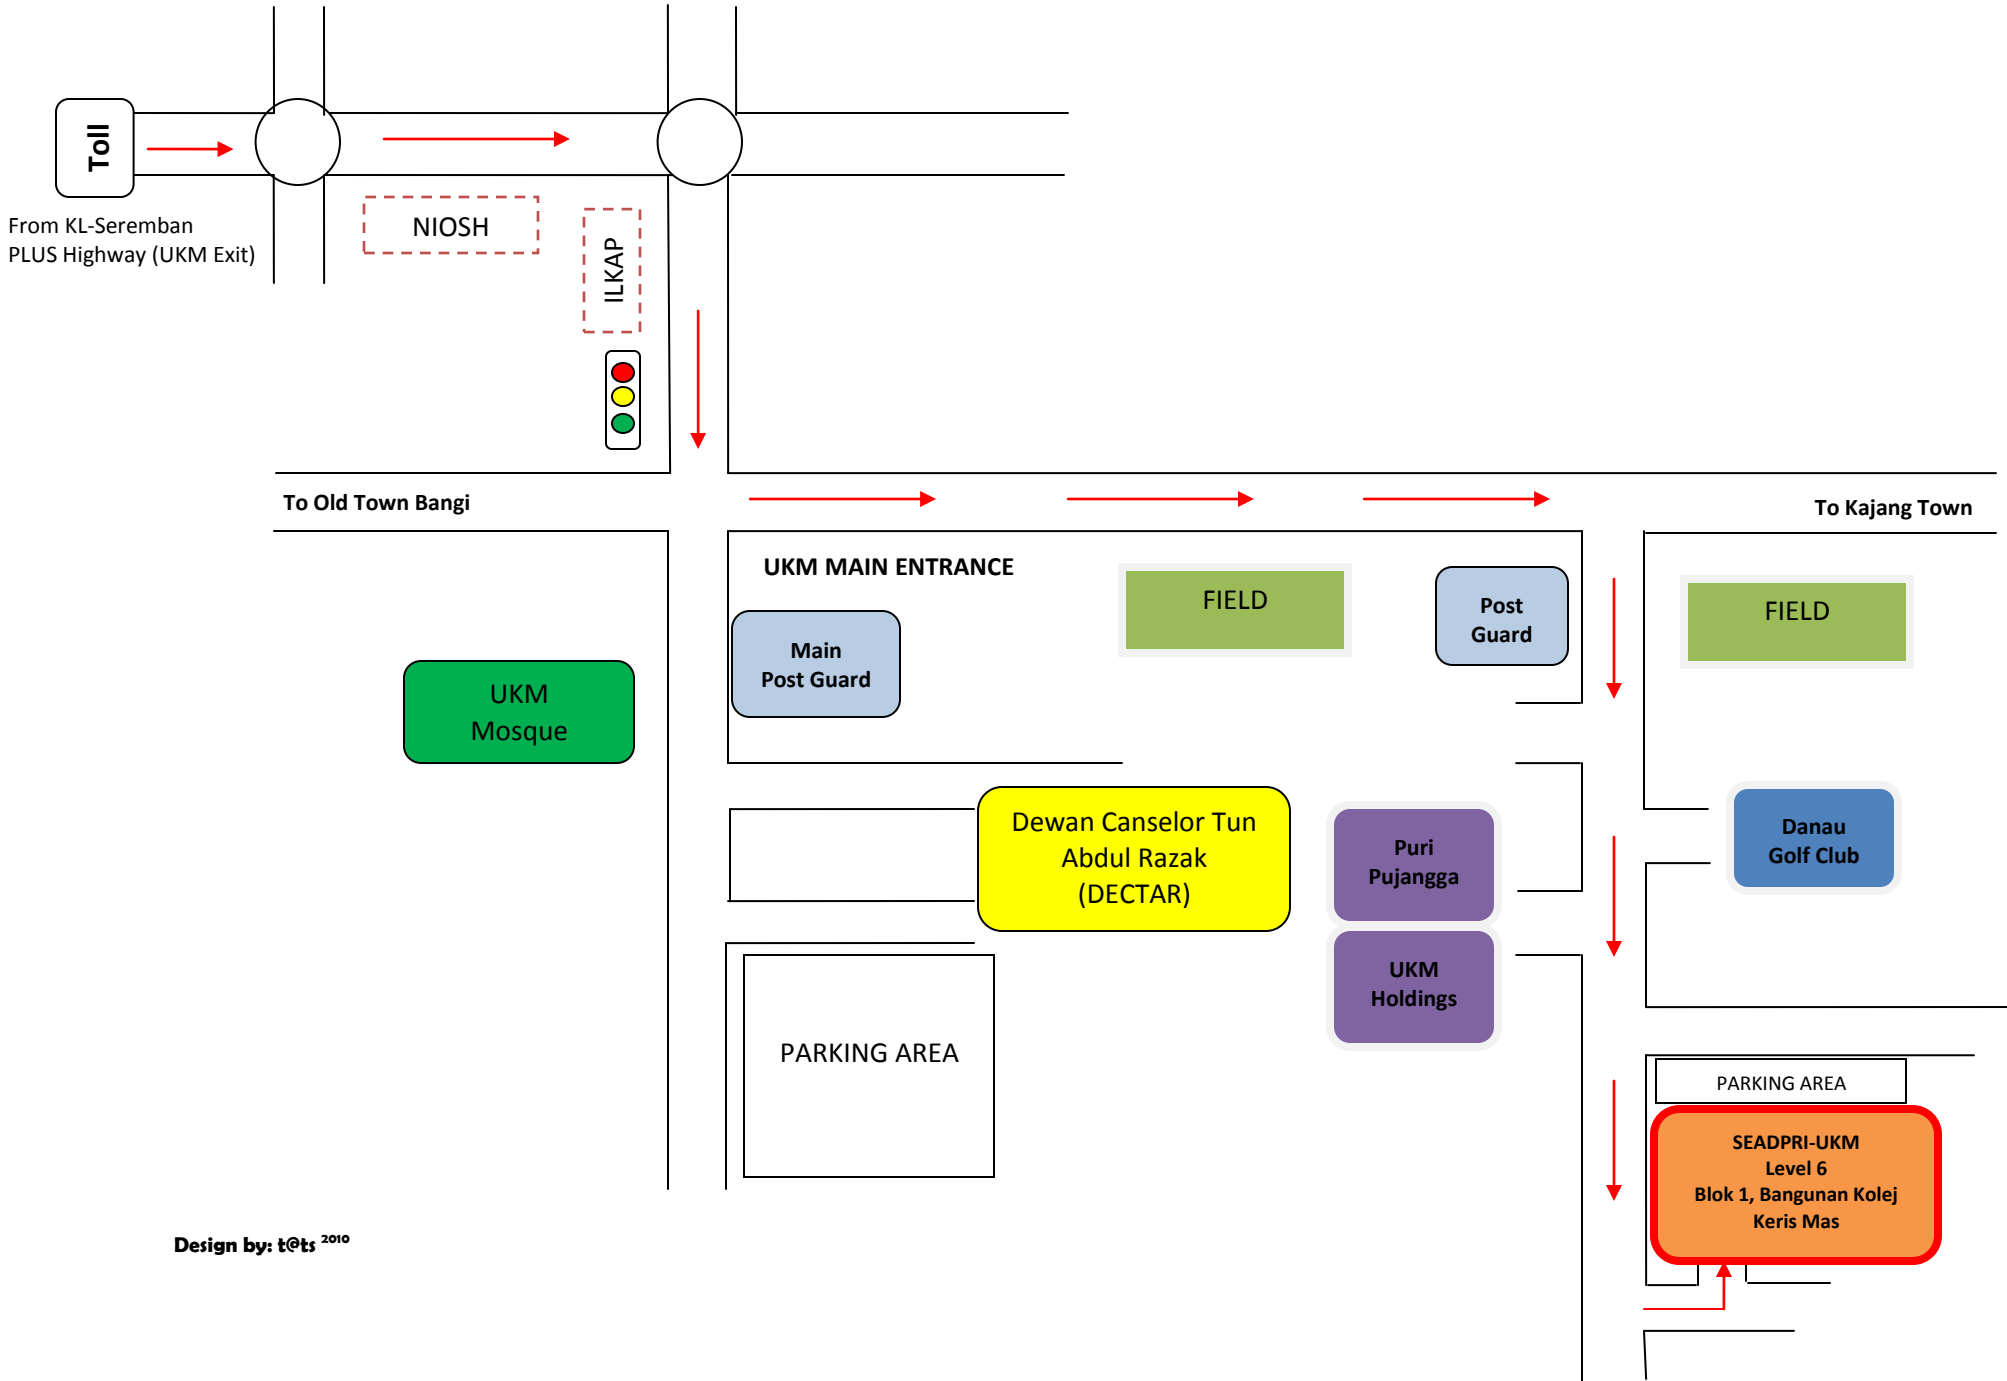 Toll
From KL-Seremban
PLUS Highway (UKM Exit)
NIOSH
ILKAP
To Old Town Bangi
To Kajang Town
UKM MAIN ENTRANCE
FIELD
Post
Guard
FIELD
Main
Post Guard
UKM
Mosque
Dewan Canselor Tun
Abdul Razak
(DECTAR)
Puri
Pujangga
Danau
Golf Club
UKM
Holdings
PARKING AREA
PARKING AREA
SEADPRI-UKM
Level 6
Blok 1, Bangunan Kolej
Keris Mas
Design by: t@ts 2010